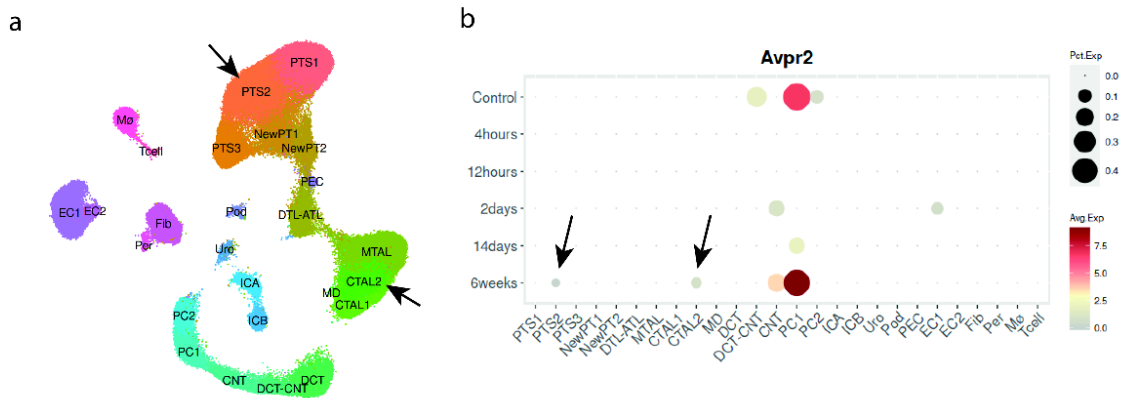 a
PTS1
PTS2
Mø
NewPT1
PTS3
NewPT2
Tcell
PEC
EC1
EC2
Pod
DTL-ATL
Fib
Per
Uro
MTAL
ICA
CTAL2
MD
CTAL1
PC2
ICB
PC1
CNT
DCT
DCT-CNT
b
Avpr2
Control
4hours
12hours
2days
14days
6weeks
PTS1
PTS2
PTS3
NewPT1
NewPT2
DTL-ATL
MTAL
CTAL1
CTAL2
MD
DCT
DCT-CNT
CNT
PC1
PC2
ICA
ICB
Uro
Pod
PEC
EC1
EC2
Fib
Per
Mø
Tcell
Pct.Exp
0.0
0.1
0.2
0.3
0.4
Avg.Exp
7.5
5.0
2.5
0.0